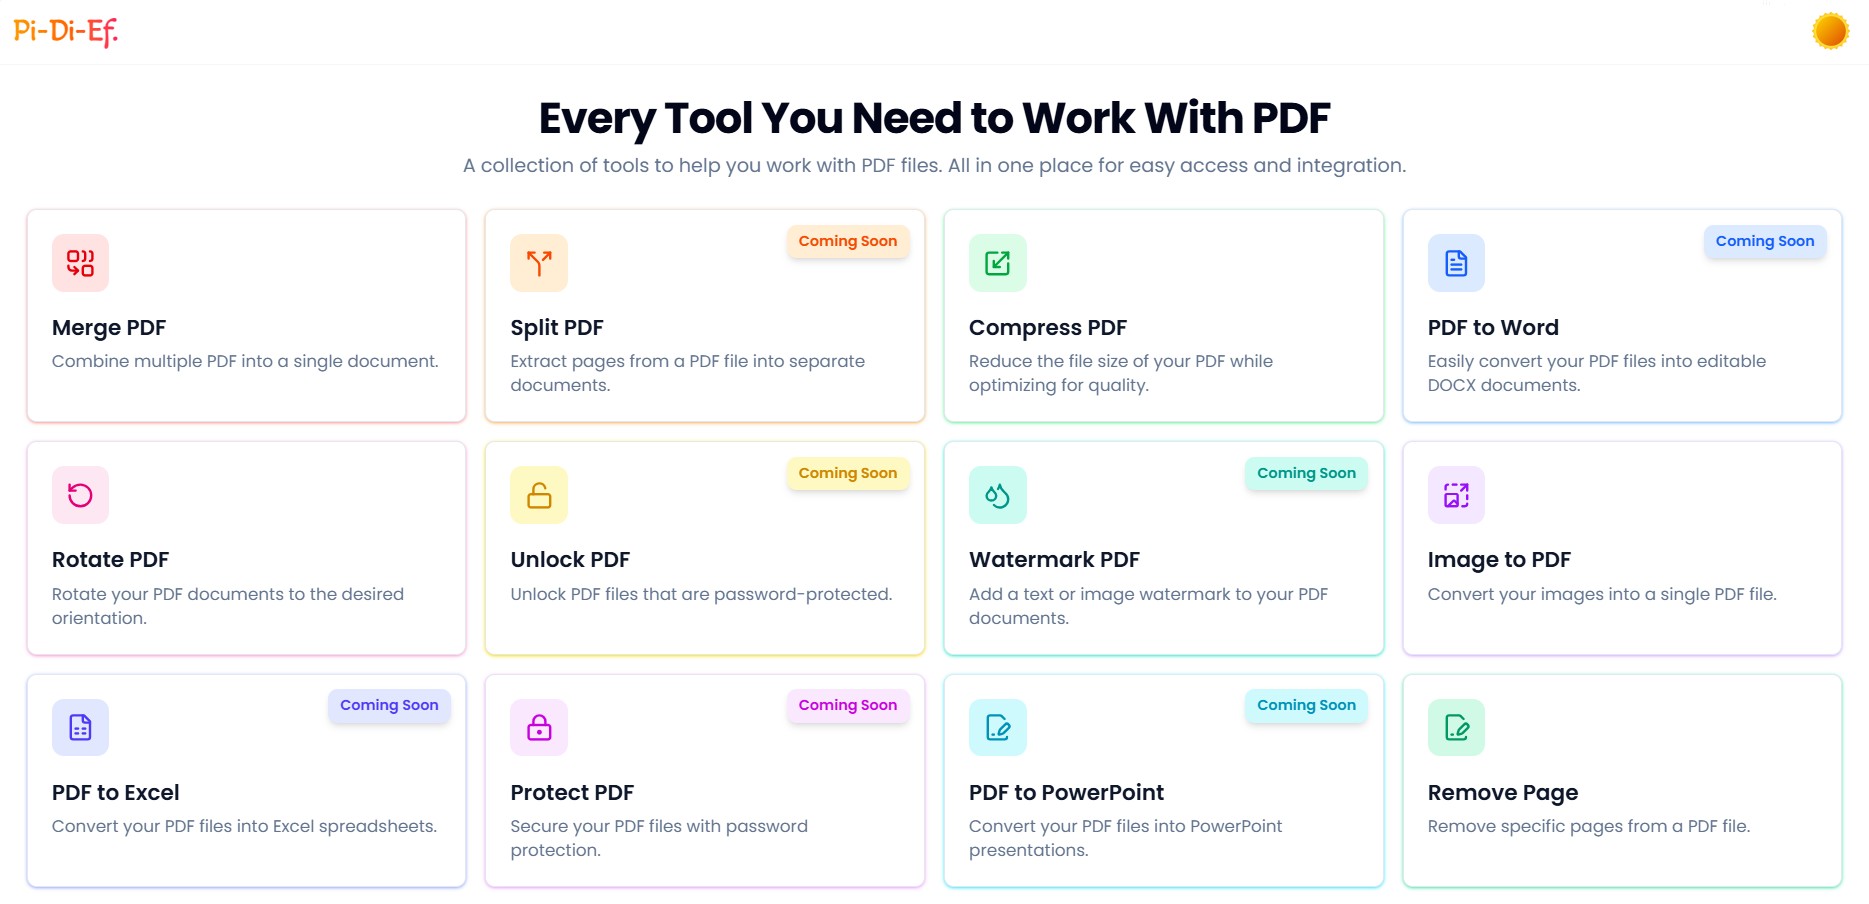 Pi-Di-Ef.
Every Tool You Need to Work With PDF
A collection of tools to help you work with PDF files. All in one place for easy access and integration.
Merge PDF
Combine multiple PDF into a single document.
Coming Soon
Split PDF
Extract pages from a PDF file into separate
documents.
Compress PDF
Reduce the file size of your PDF while
optimizing for quality.
Coming Soon
PDF to Word
Easily convert your PDF files into editable
DOCX documents.
Rotate PDF
Rotate your PDF documents to the desired
orientation.
Coming Soon
Unlock PDF
Unlock PDF files that are password-protected.
Coming Soon
Watermark PDF
Add a text or image watermark to your PDF
documents.
Image to PDF
Convert your images into a single PDF file.
Coming Soon
PDF to Excel
Convert your PDF files into Excel spreadsheets.
Coming Soon
Protect PDF
Secure your PDF files with password
protection.
Coming Soon
PDF to PowerPoint
Convert your PDF files into PowerPoint
presentations.
Remove Page
Remove specific pages from a PDF file.